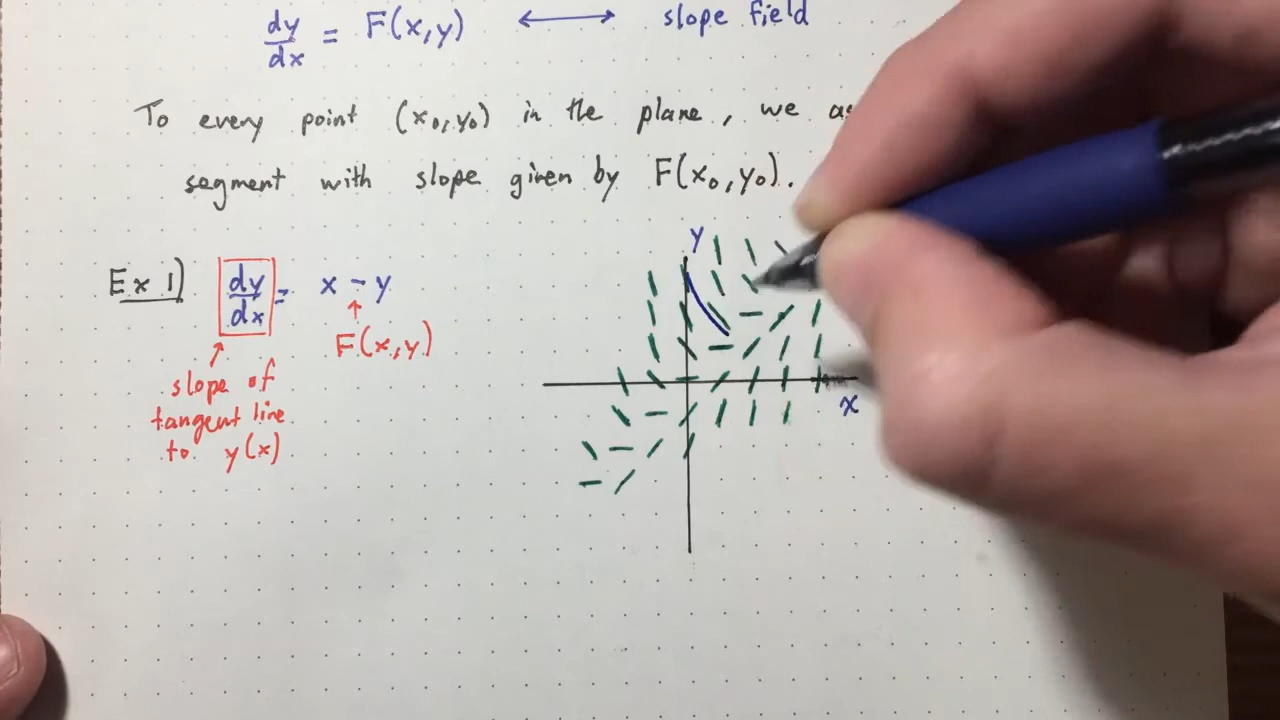 dy/dx = F(x,y) ⟷ slope field
To every point (x₀,y₀) in the plane, we
segment with slope given by F(x₀,y₀).
Ex 1) dy/dx = x - y
↑
F(x,y)
slope of
tangent line
to y(x)
y
x